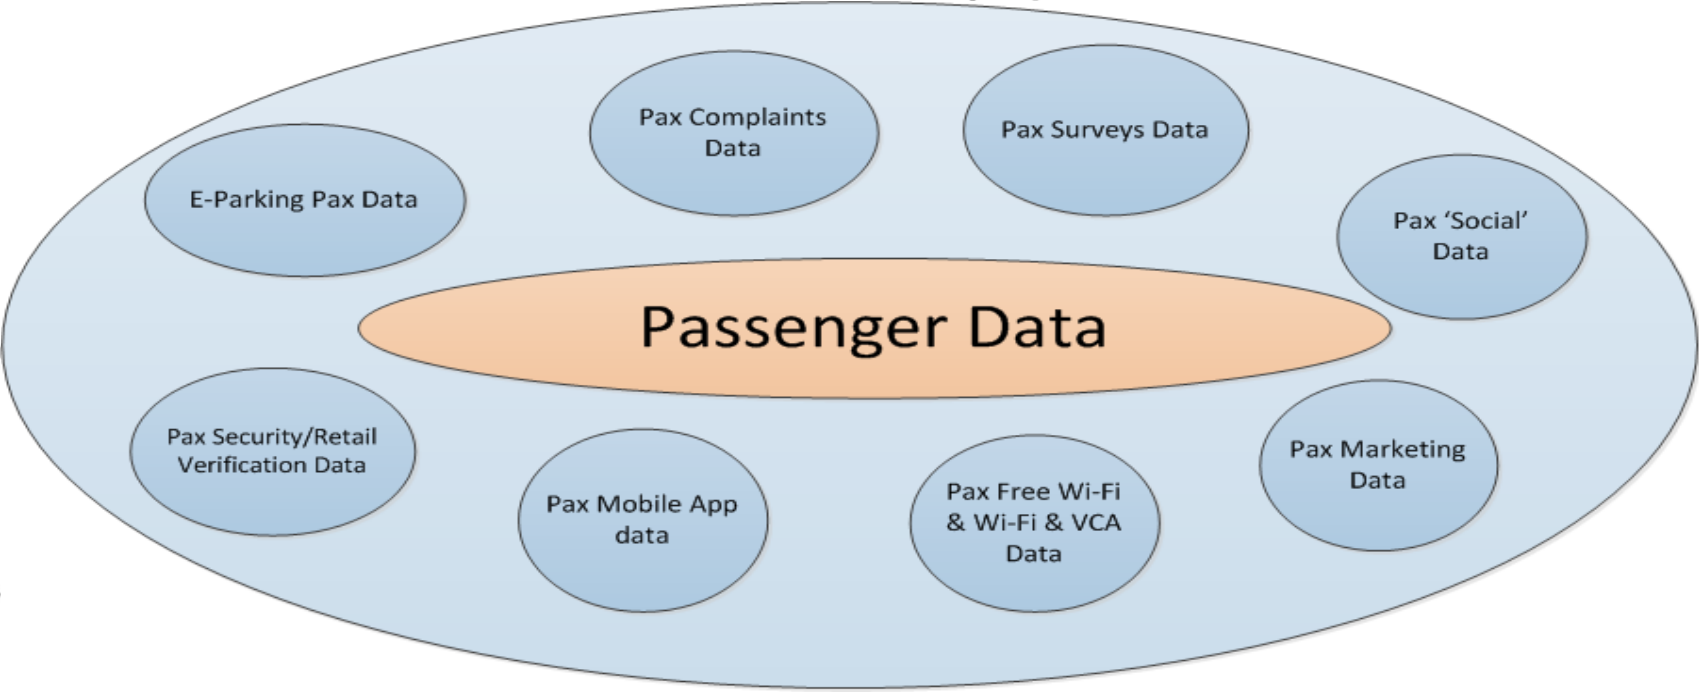 Pax Complaints
Data
Pax Surveys Data
E-Parking Pax Data
Pax ‘Social’
Data
Passenger Data
Pax Security/Retail
Verification Data
Pax Mobile App
data
Pax Free Wi-Fi
& Wi-Fi & VCA
Data
Pax Marketing
Data